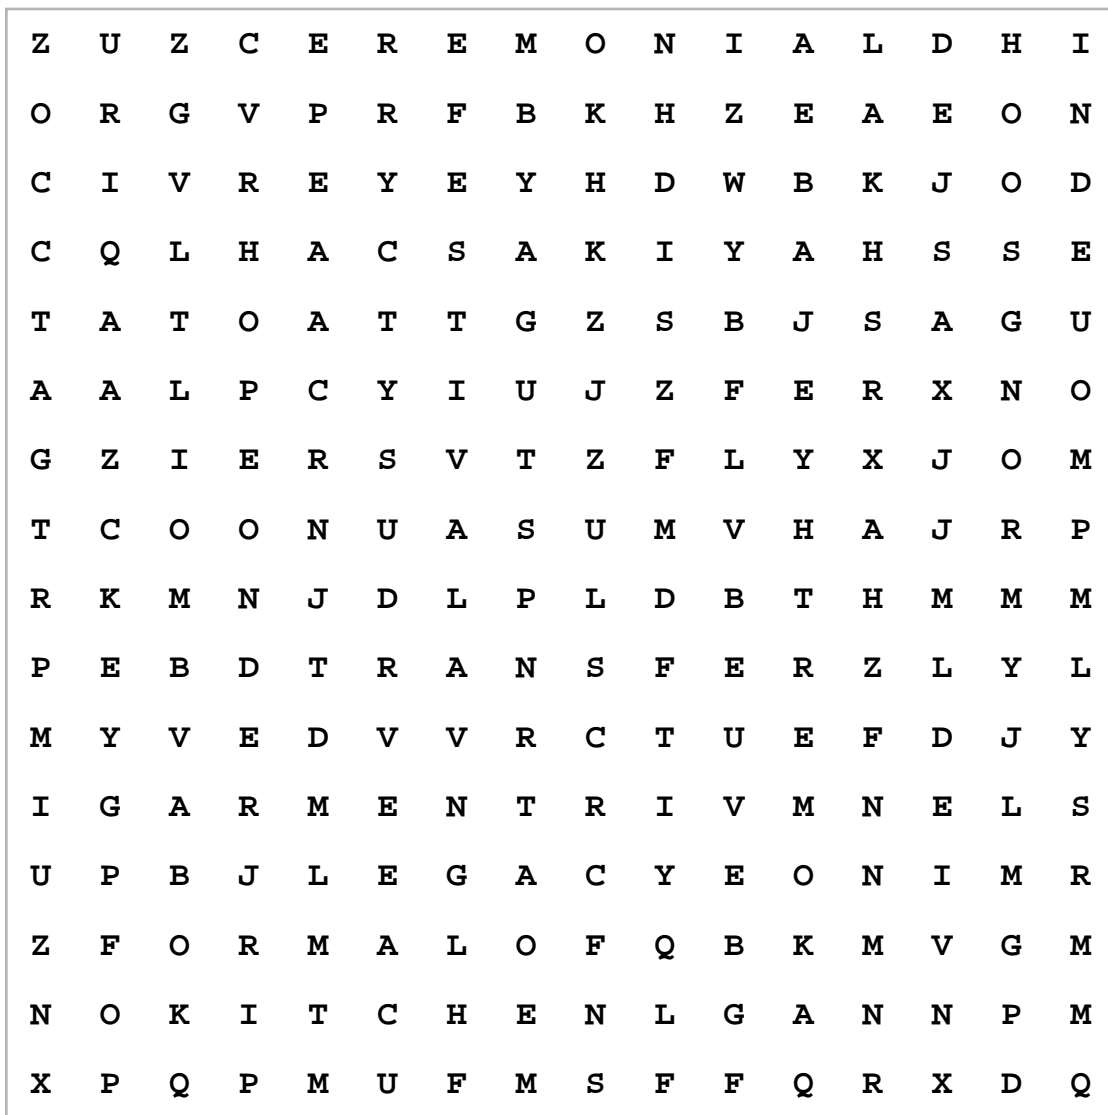 Z U Z C E R E M O N I A L D H I
O R G V P R F B K H Z E A E O N
C I V R E Y E Y H D W B K J O D
C Q L H A C S A K I Y A H S S E
T A T O A T T G Z S B J S A G U
A A L P C Y I U J Z F E R X N O
G Z I E R S V T Z F L Y X J O M
T C O O N U A S U M V H A J R P
R K M N J D L P L D B T H M M M
P E B D T R A N S F E R Z L Y L
M Y V E D V V R C T U E F D J Y
I G A R M E N T R I V M N E L S
U P B J L E G A C Y E O N I M R
Z F O R M A L O F Q B K M V G M
N O K I T C H E N L G A N N P M
X P Q P M U F M S F F Q R X D Q